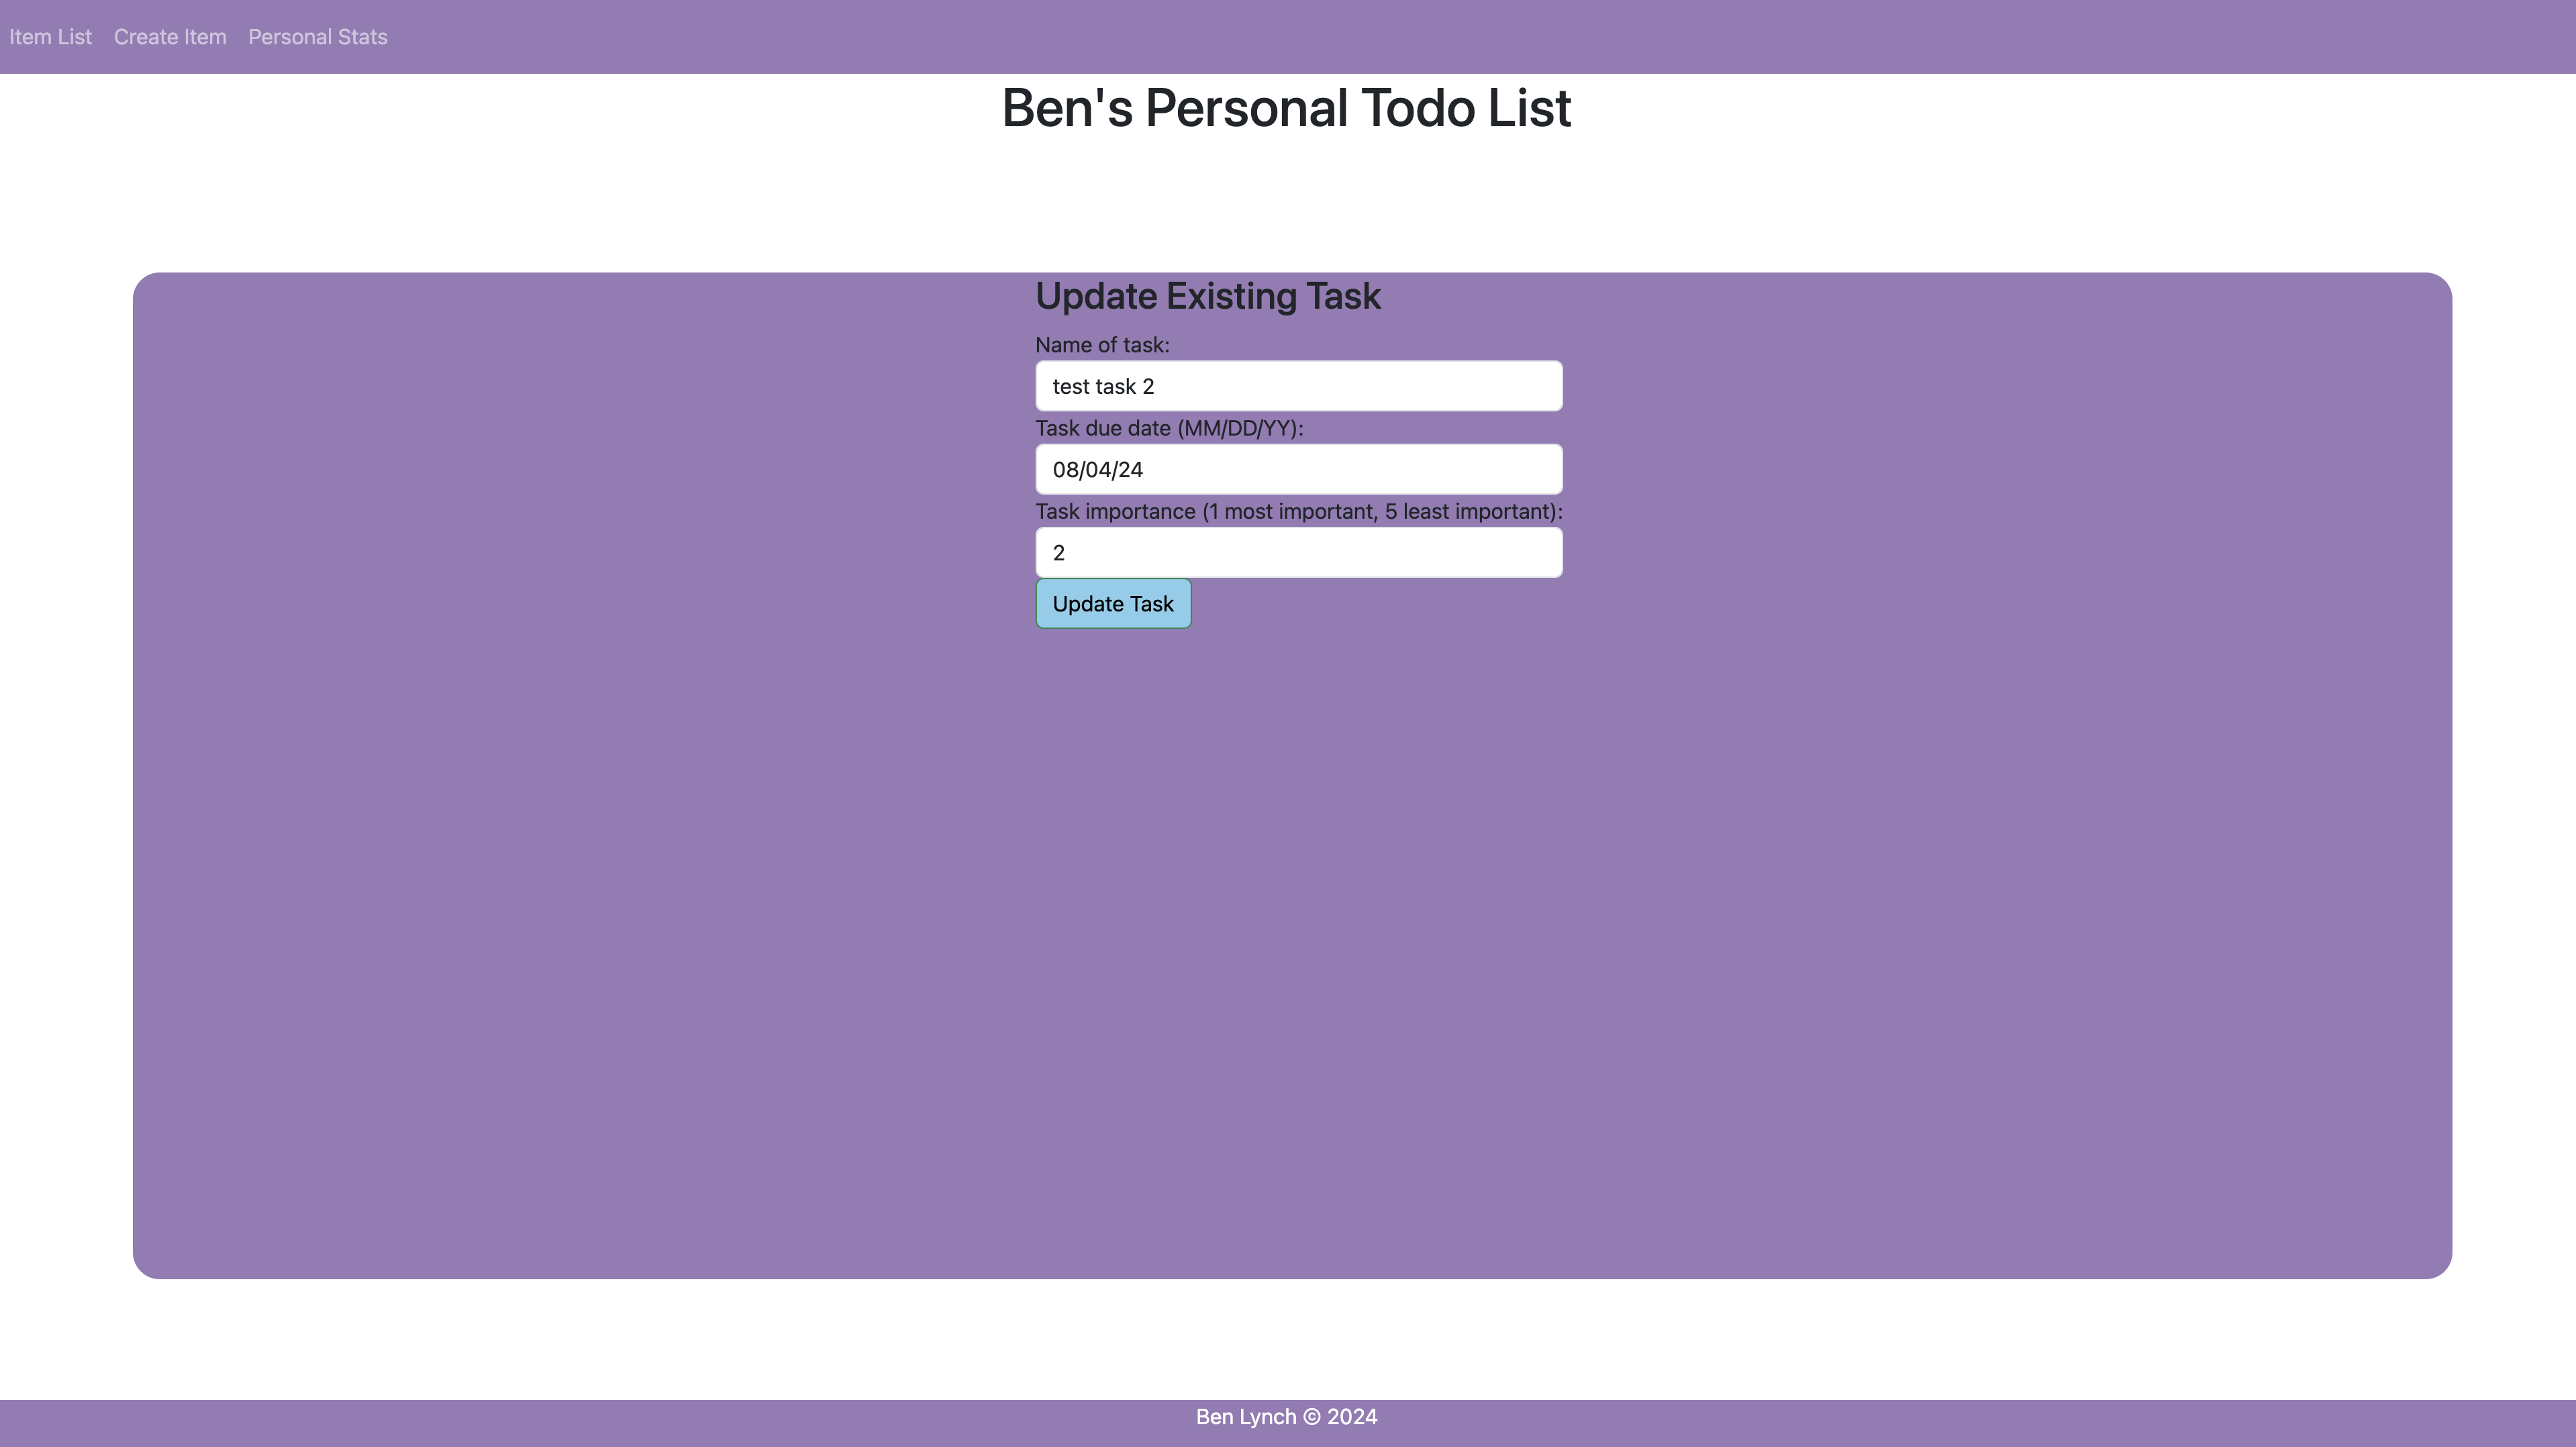 Item List Create Item Personal Stats
Ben's Personal Todo List
Update Existing Task
Name of task:
test task 2
Task due date (MM/DD/YY):
08/04/24
Task importance (1 most important, 5 least important):
2
Update Task
Ben Lynch © 2024